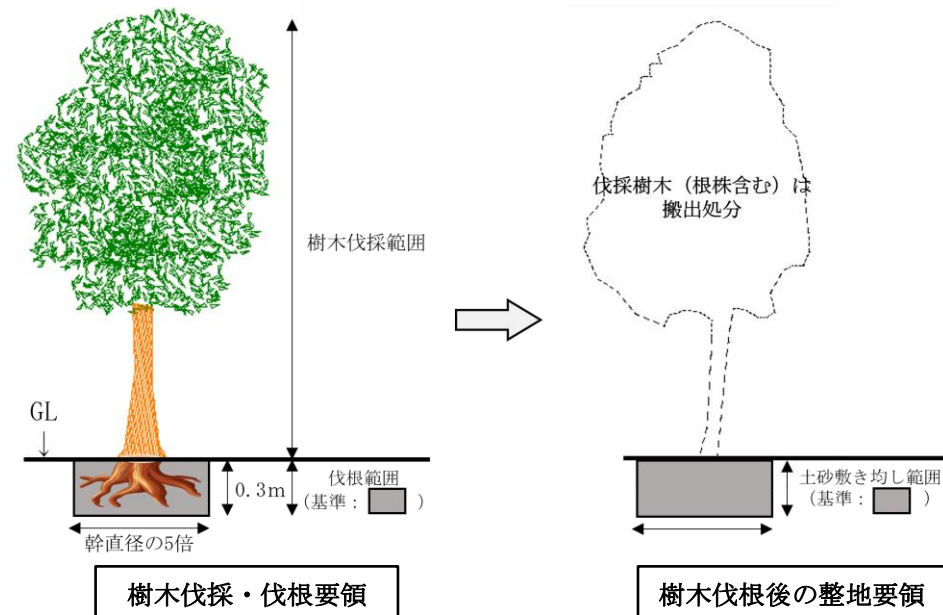 樹木伐採範囲
GL
0.3m
伐根範囲
(基準： )
幹直径の5倍
樹木伐採・伐根要領
伐採樹木（根株含む）は
搬出処分
土砂敷き均し範囲
（基準： ）
樹木伐根後の整地要領